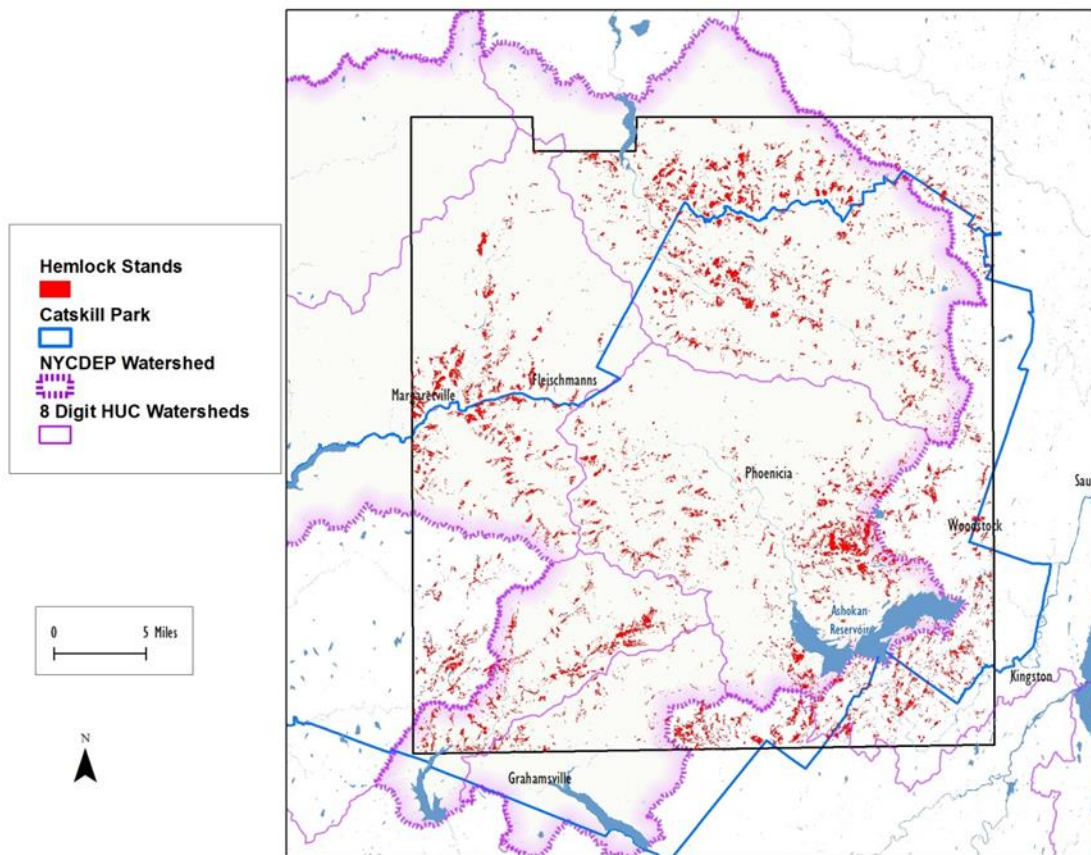 Hemlock Stands
Catskill Park
NYCDEP Watershed
8 Digit HUC Watersheds
0 5 Miles
N
Margaretville
Fleischmanns
Phoenicia
Sau
Woodstock
Ashokan
Reservoir
Kingston
Grahamsville